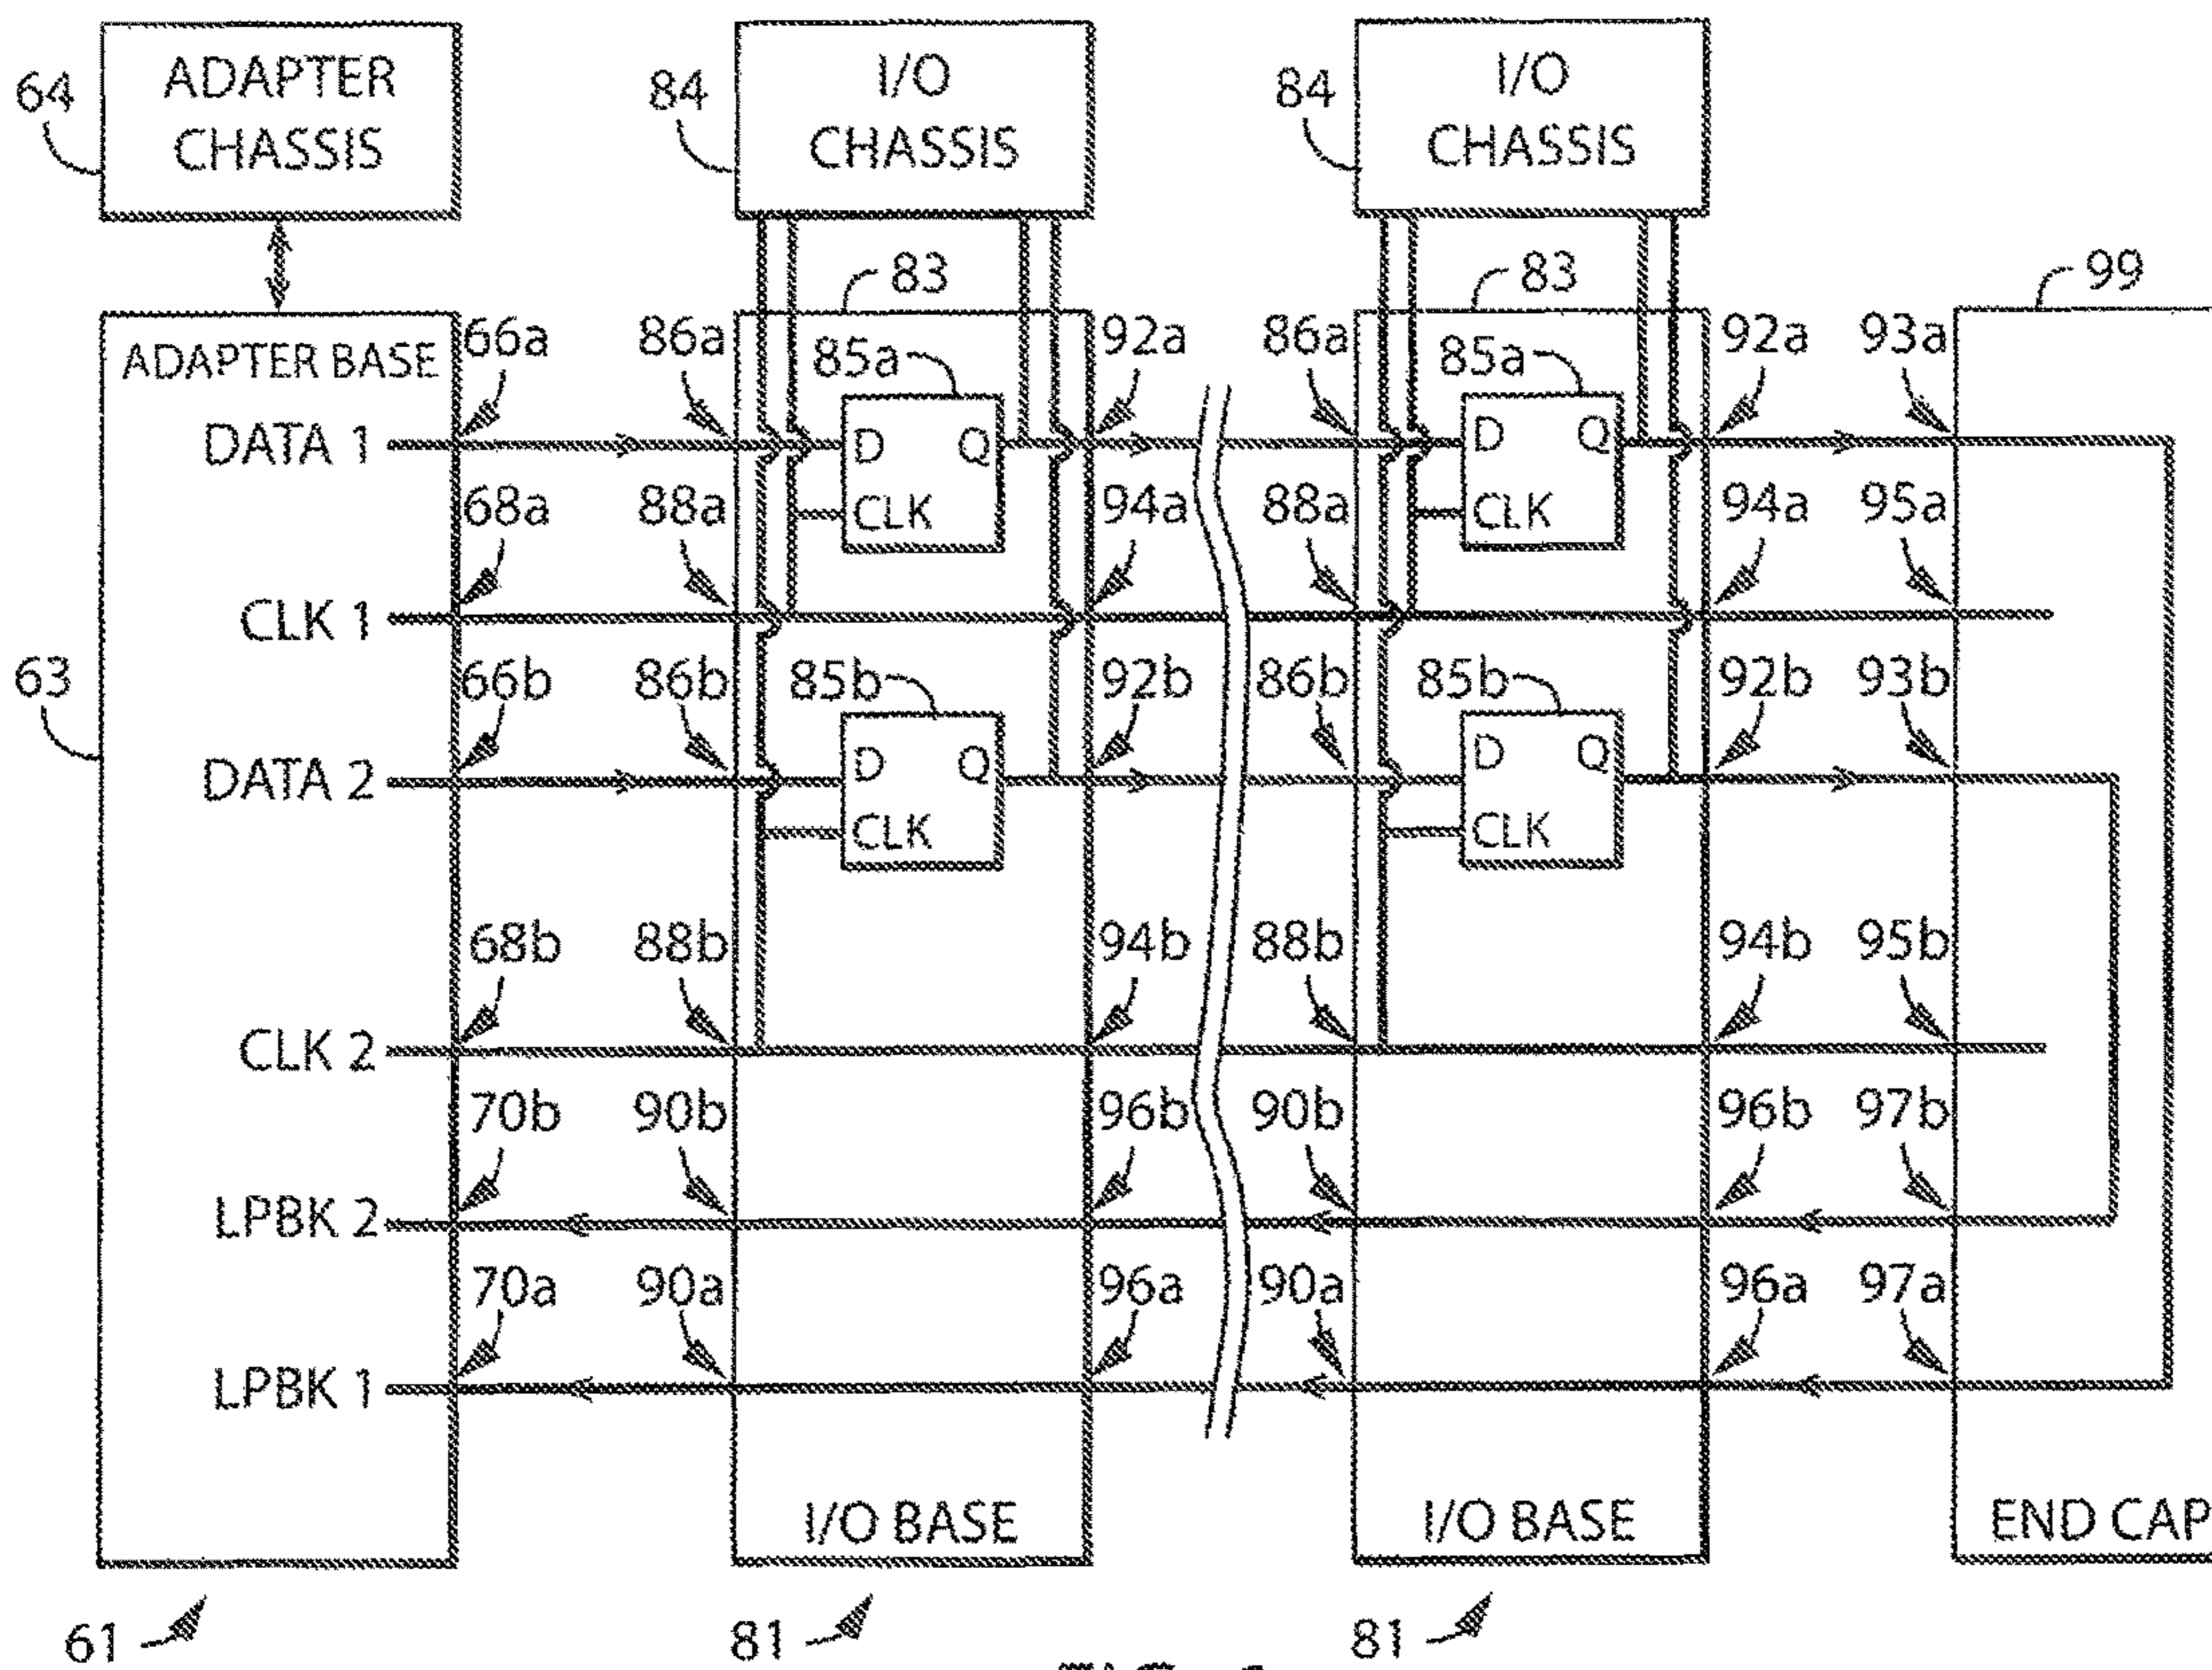 64
ADAPTER
CHASSIS
84
I/O
CHASSIS
84
I/O
CHASSIS
83
83
99
ADAPTER BASE
66a
86a
85a
92a
86a
85a
92a
93a
DATA 1
D Q
D Q
68a
88a
CLK
94a
88a
CLK
94a
95a
CLK 1
63
66b
86b
85b
92b
86b
85b
92b
93b
DATA 2
D Q
D Q
CLK
CLK
68b
88b
94b
88b
94b
95b
CLK 2
70b
90b
96b
90b
96b
97b
LPBK 2
70a
90a
96a
90a
96a
97a
LPBK 1
I/O BASE
I/O BASE
END CAP
61
81
81